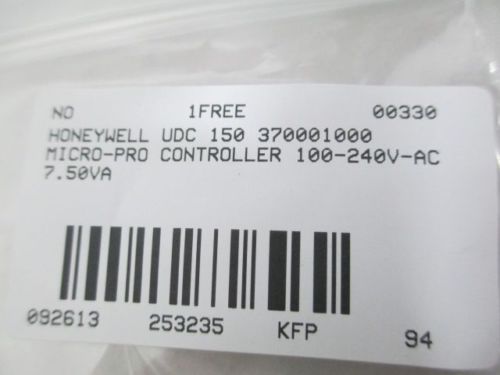 NO 1FREE 00330
HONEYWELL UDC 150 370001000
MICRO-PRO CONTROLLER 100-240V-AC
7.50VA
092613 253235 KFP 94